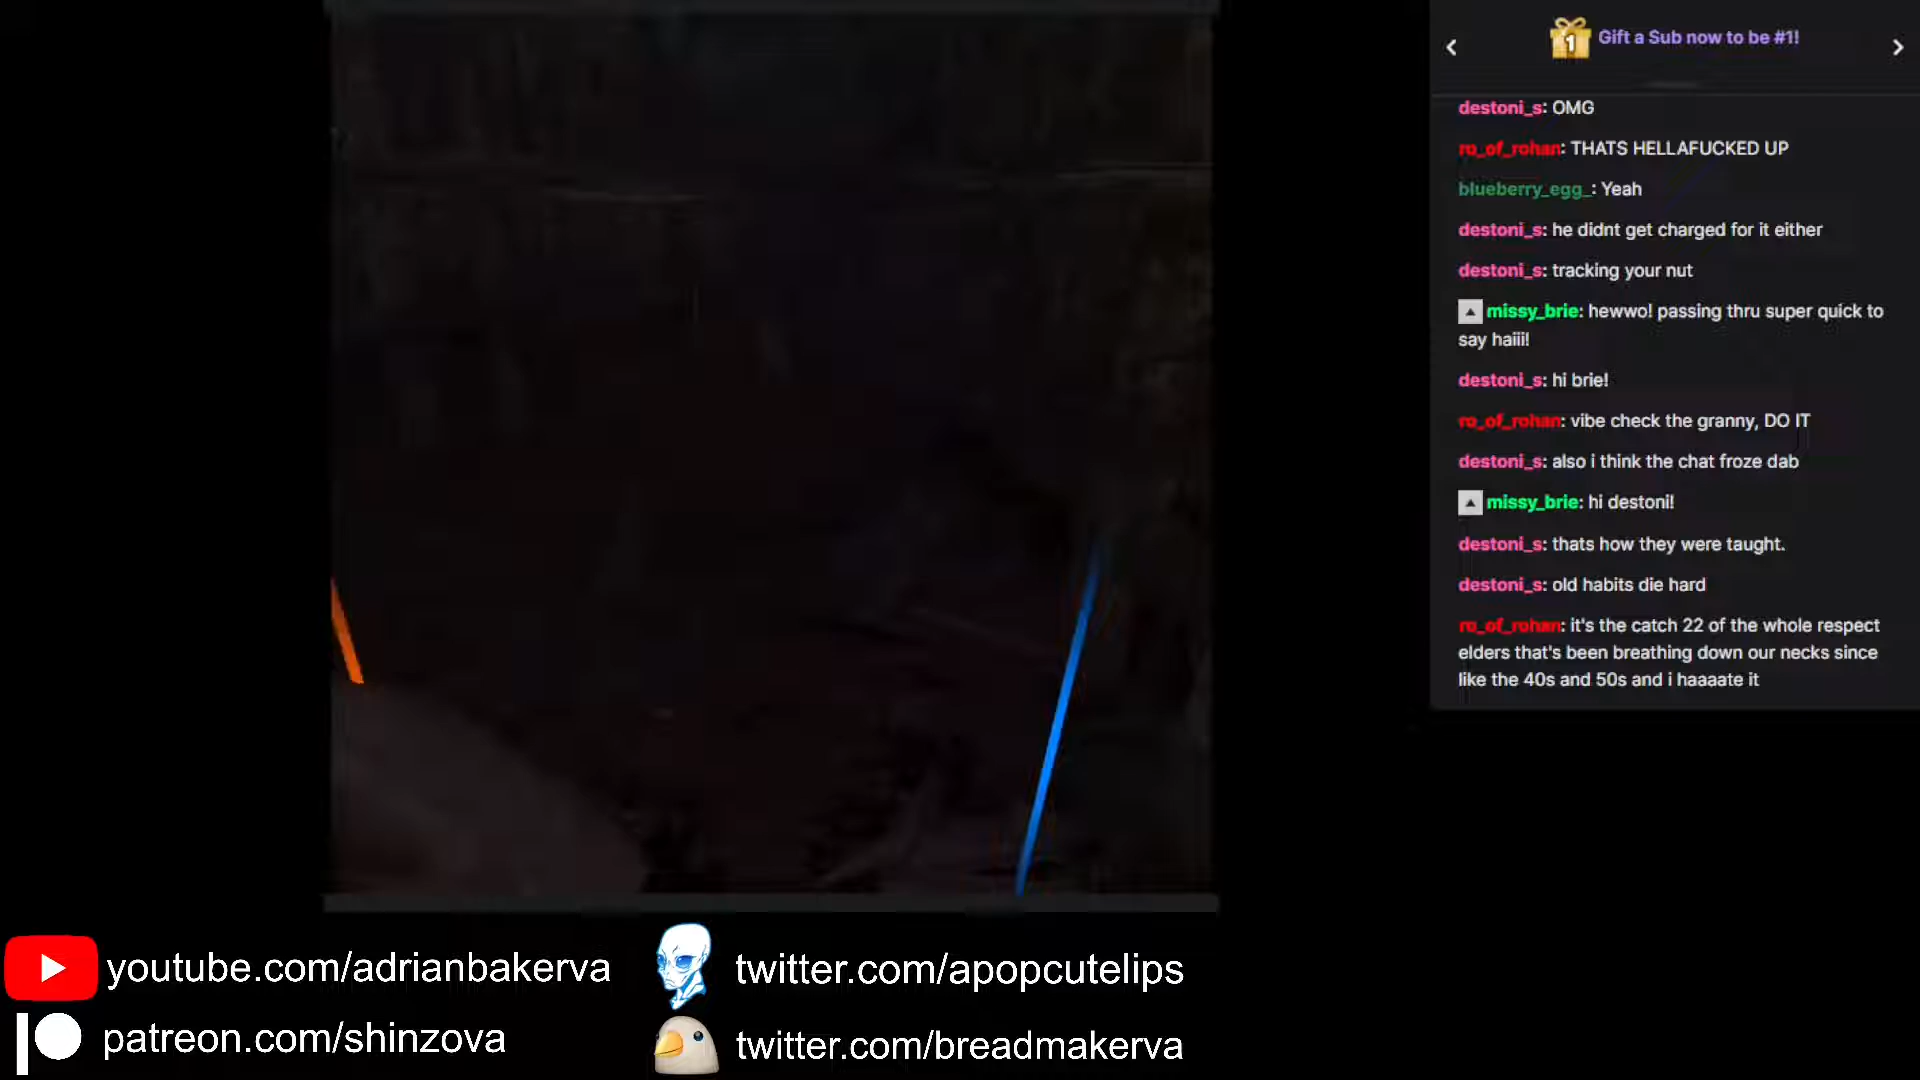 1 Gift a Sub now to be #1!
destoni_s: OMG
ro_of_rohan: THATS HELLAFUCKED UP
blueberry_egg_: Yeah
destoni_s: he didnt get charged for it either
destoni_s: tracking your nut
missy_brie: hewwo! passing thru super quick to
say haiii!
destoni_s: hi brie!
ro_of_rohan: vibe check the granny, DO IT
destoni_s: also i think the chat froze dab
missy_brie: hi destoni!
destoni_s: thats how they were taught.
destoni_s: old habits die hard
ro_of_rohan: it's the catch 22 of the whole respect
elders that's been breathing down our necks since
like the 40s and 50s and i haaaate it
youtube.com/adrianbakerva
twitter.com/apopcutelips
patreon.com/shinzova
twitter.com/breadmakerva